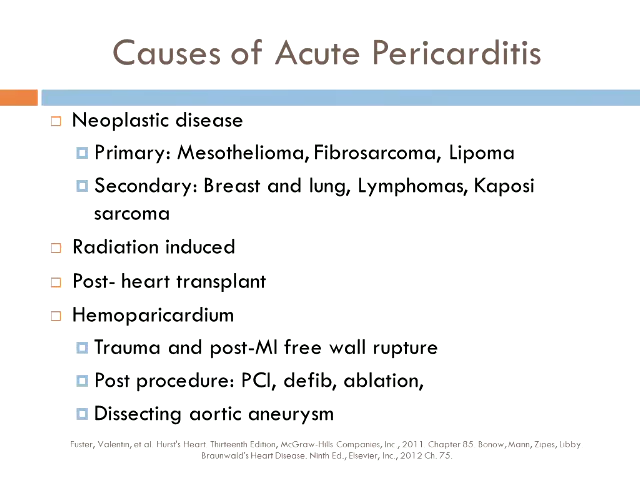 Causes of Acute Pericarditis
Neoplastic disease
Primary: Mesothelioma, Fibrosarcoma, Lipoma
Secondary: Breast and lung, Lymphomas, Kaposi
sarcoma
Radiation induced
Post- heart transplant
Hemoparicardium
Trauma and post-MI free wall rupture
Post procedure: PCI, defib, ablation,
Dissecting aortic aneurysm
Fuster, Valentin, et al. Hurst's Heart. Thirteenth Edition, McGraw-Hills Companies, Inc., 2011. Chapter 85. Bonow, Mann, Zipes, Libby
Braunwald's Heart Disease. Ninth Ed., Elsevier, Inc., 2012 Ch. 75.